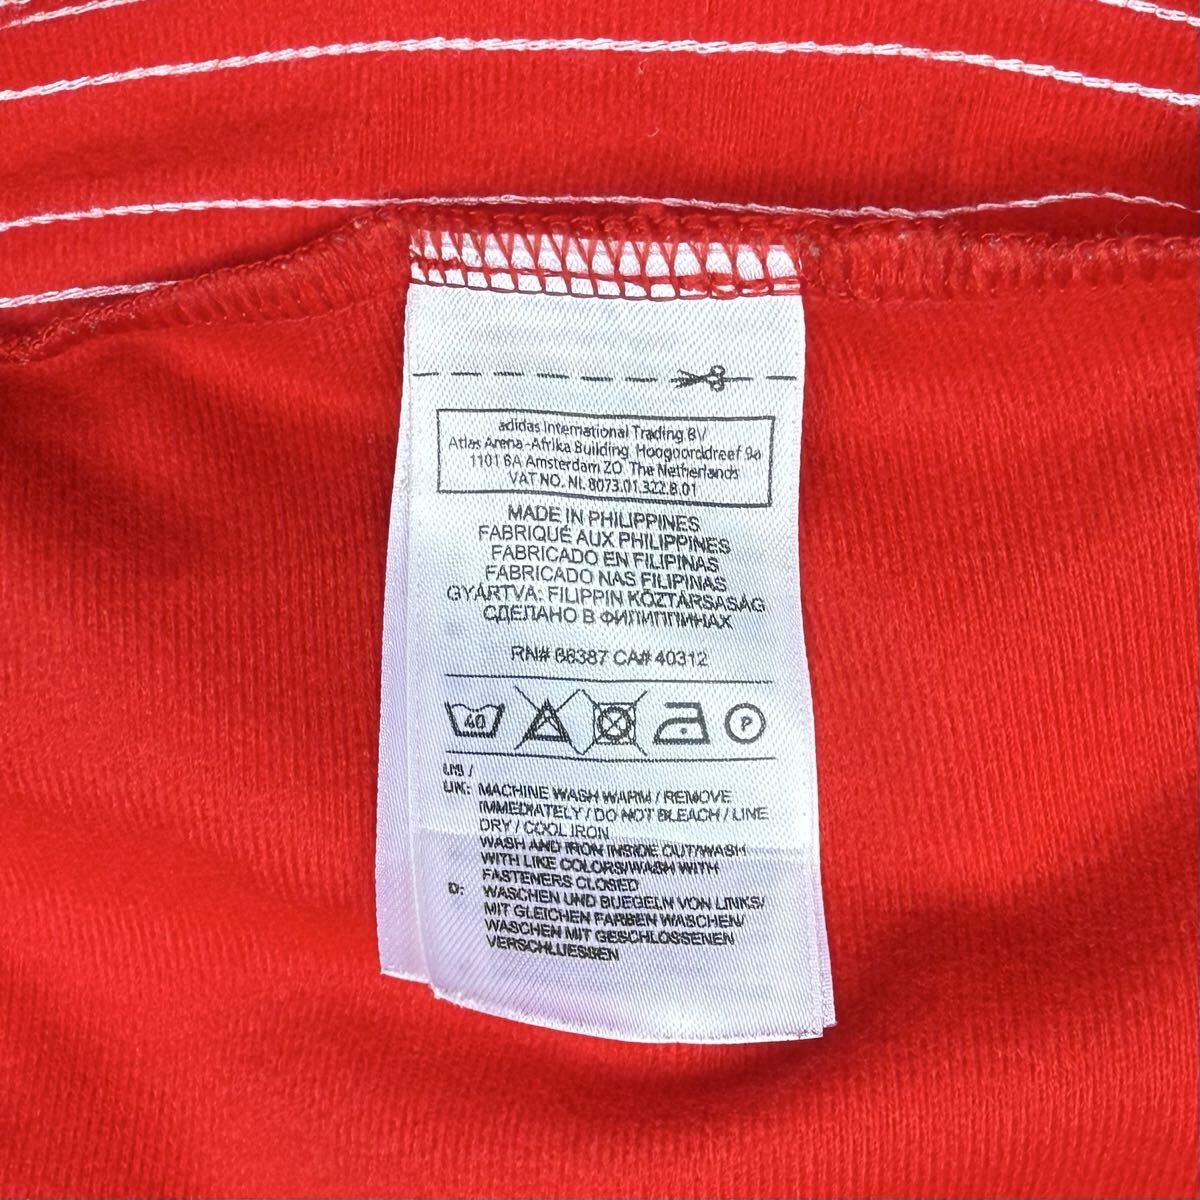 adidas International Trading BV
Atlas Arena-Afrika Building, Hoogoorddreef 9a
1101 BA Amsterdam ZO The Netherlands
VAT NO. NL 8073.01.322.B.01
MADE IN PHILIPPINES
FABRIQUÉ AUX PHILIPPINES
FABRICADO EN FILIPINAS
FABRICADO NAS FILIPINAS
GYÁRTVA: FILIPPIN KÖZTÁRSASÁG
СДЕЛАНО В ФИЛИППИНАХ
RN# 88387 CA# 40312
40 P
US /
UK: MACHINE WASH WARM / REMOVE
IMMEDIATELY / DO NOT BLEACH / LINE
DRY / COOL IRON
WASH AND IRON INSIDE OUT/WASH
WITH LIKE COLORS/WASH WITH
FASTENERS CLOSED
D: WASCHEN UND BUEGELN VON LINKS/
MIT GLEICHEN FARBEN WASCHEN/
WASCHEN MIT GESCHLOSSENEN
VERSCHLUESSEN